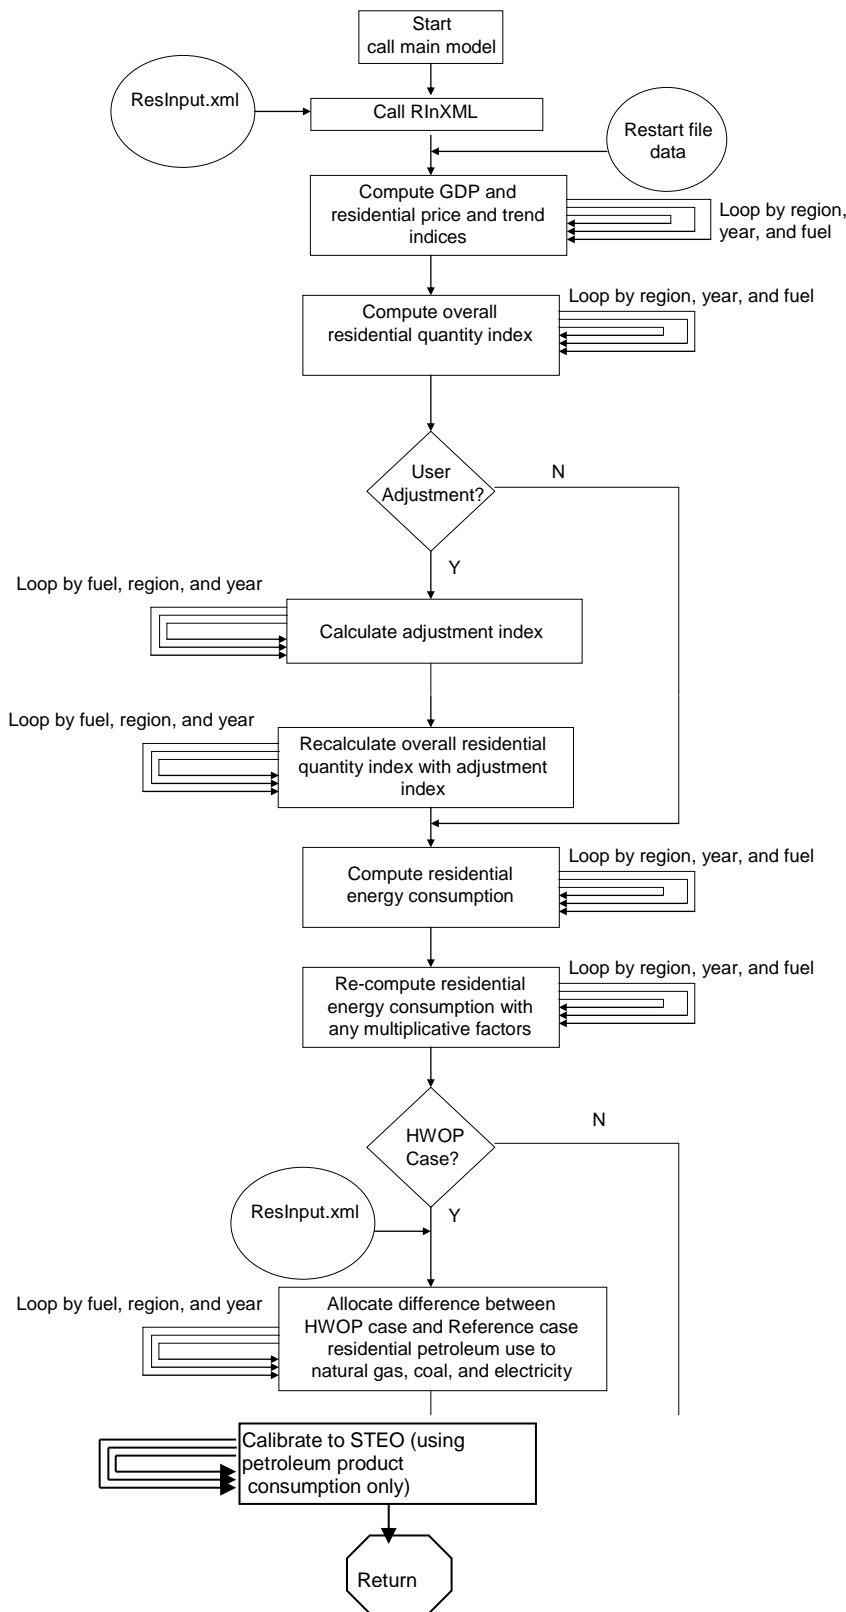 Start
call main model
ResInput.xml
Call RInXML
Restart file
data
Compute GDP and
residential price and trend
indices
Loop by region,
year, and fuel
Compute overall
residential quantity index
Loop by region, year, and fuel
User
Adjustment?
N
Y
Loop by fuel, region, and year
Calculate adjustment index
Loop by fuel, region, and year
Recalculate overall residential
quantity index with adjustment
index
Compute residential
energy consumption
Loop by region, year, and fuel
Re-compute residential
energy consumption with
any multiplicative factors
Loop by region, year, and fuel
HWOP
Case?
N
ResInput.xml
Y
Loop by fuel, region, and year
Allocate difference between
HWOP case and Reference case
residential petroleum use to
natural gas, coal, and electricity
Calibrate to STEO (using
petroleum product
consumption only)
Return